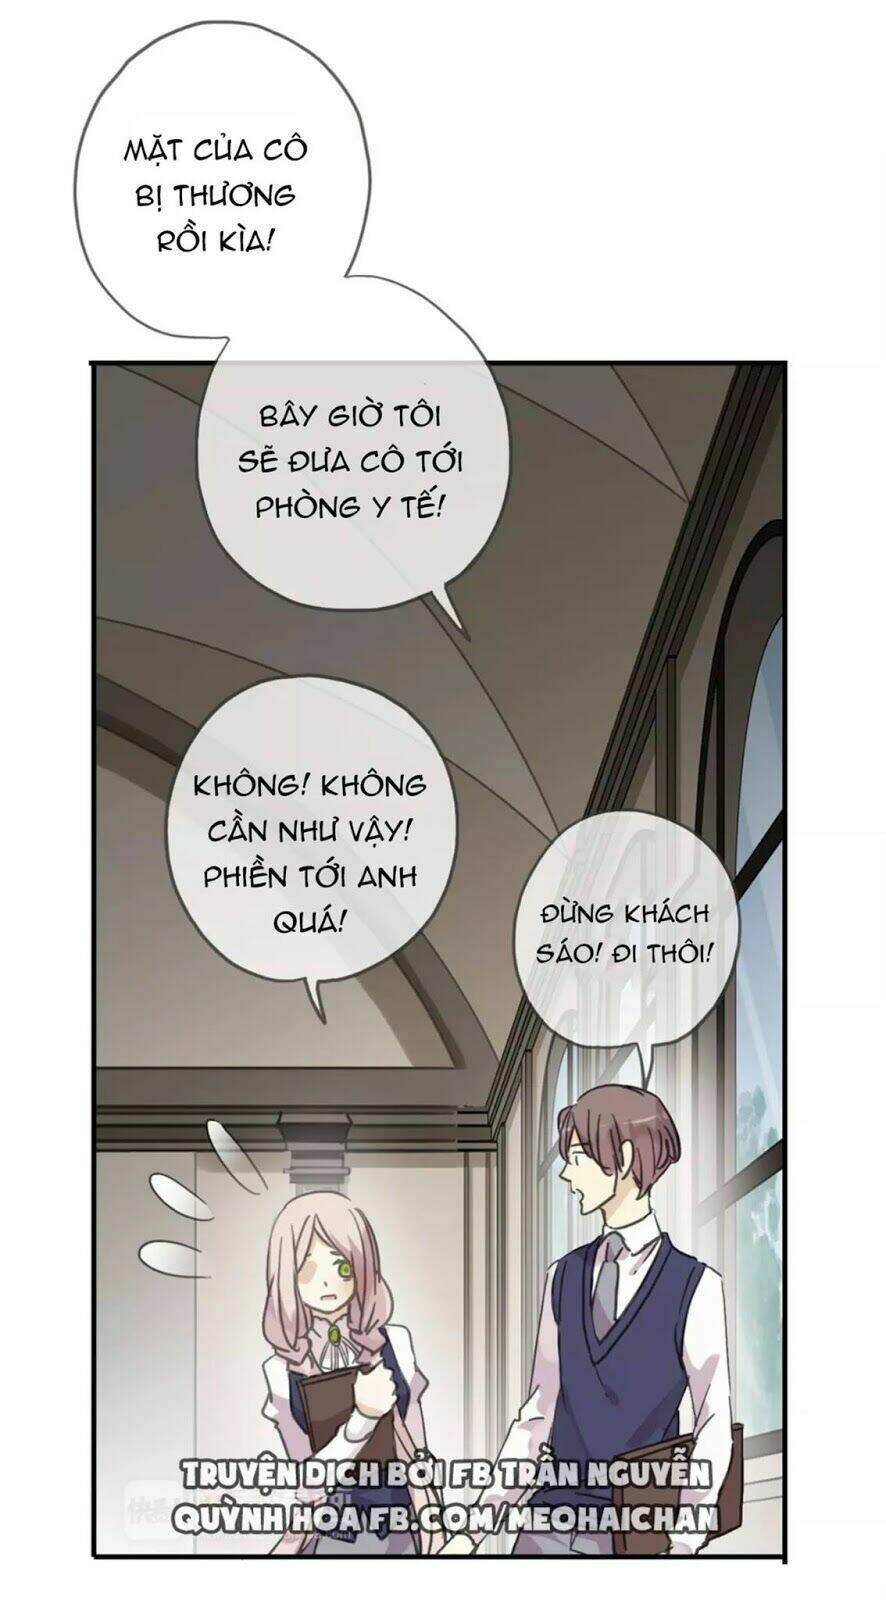 MẶT CỦA CÔ
BỊ THƯƠNG
RỒI KÌA!
BÂY GIỜ TÔI
SẼ ĐƯA CÔ TỚI
PHÒNG Y TẾ!
KHÔNG! KHÔNG
CẦN NHƯ VẬY!
PHIỀN TỚI ANH
QUÁ!
ĐỪNG KHÁCH
SÁO! ĐI THÔI!
TRUYỆN DỊCH BỞI FB TRẦN NGUYỄN
QUỲNH HOA FB.COM/MEOHAICHAN